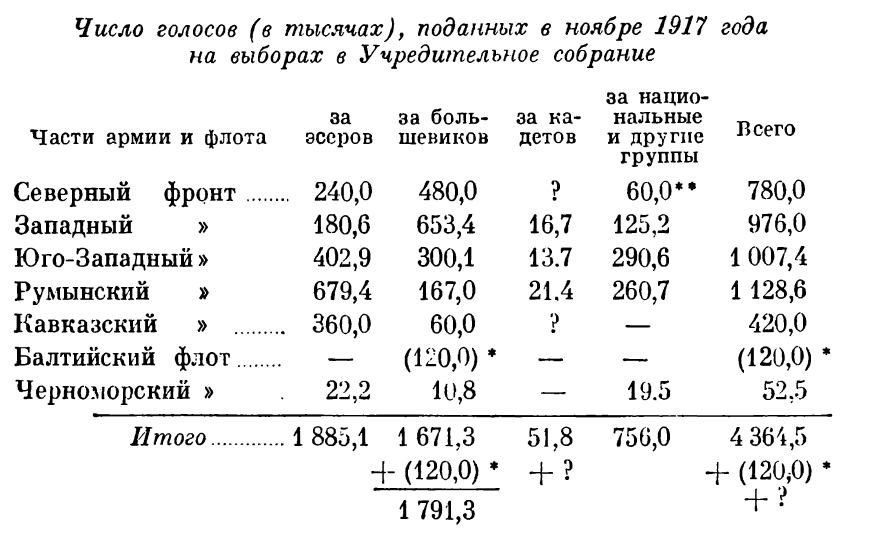 Число голосов (в тысячах), поданных в ноябре 1917 года
на выборах в Учредительное собрание
Части армии и флота за эсеров за большевиков за кадетов за национальные и другие группы Всего
Северный фронт ........ 240,0 480,0 ? 60,0** 780,0
Западный » 180,6 653,4 16,7 125,2 976,0
Юго-Западный » 402,9 300,1 13.7 290,6 1 007,4
Румынский » 679,4 167,0 21.4 260,7 1 128,6
Кавказский » ........ 360,0 60,0 ? — 420,0
Балтийский флот ........ — (120,0) * — — (120,0) *
Черноморский » . 22,2 10,8 — 19.5 52,5
Итого ............. 1 885,1 1 671,3 51,8 756,0 4 364,5
+ (120,0) * + ? + (120,0) *
1 791,3 + ?